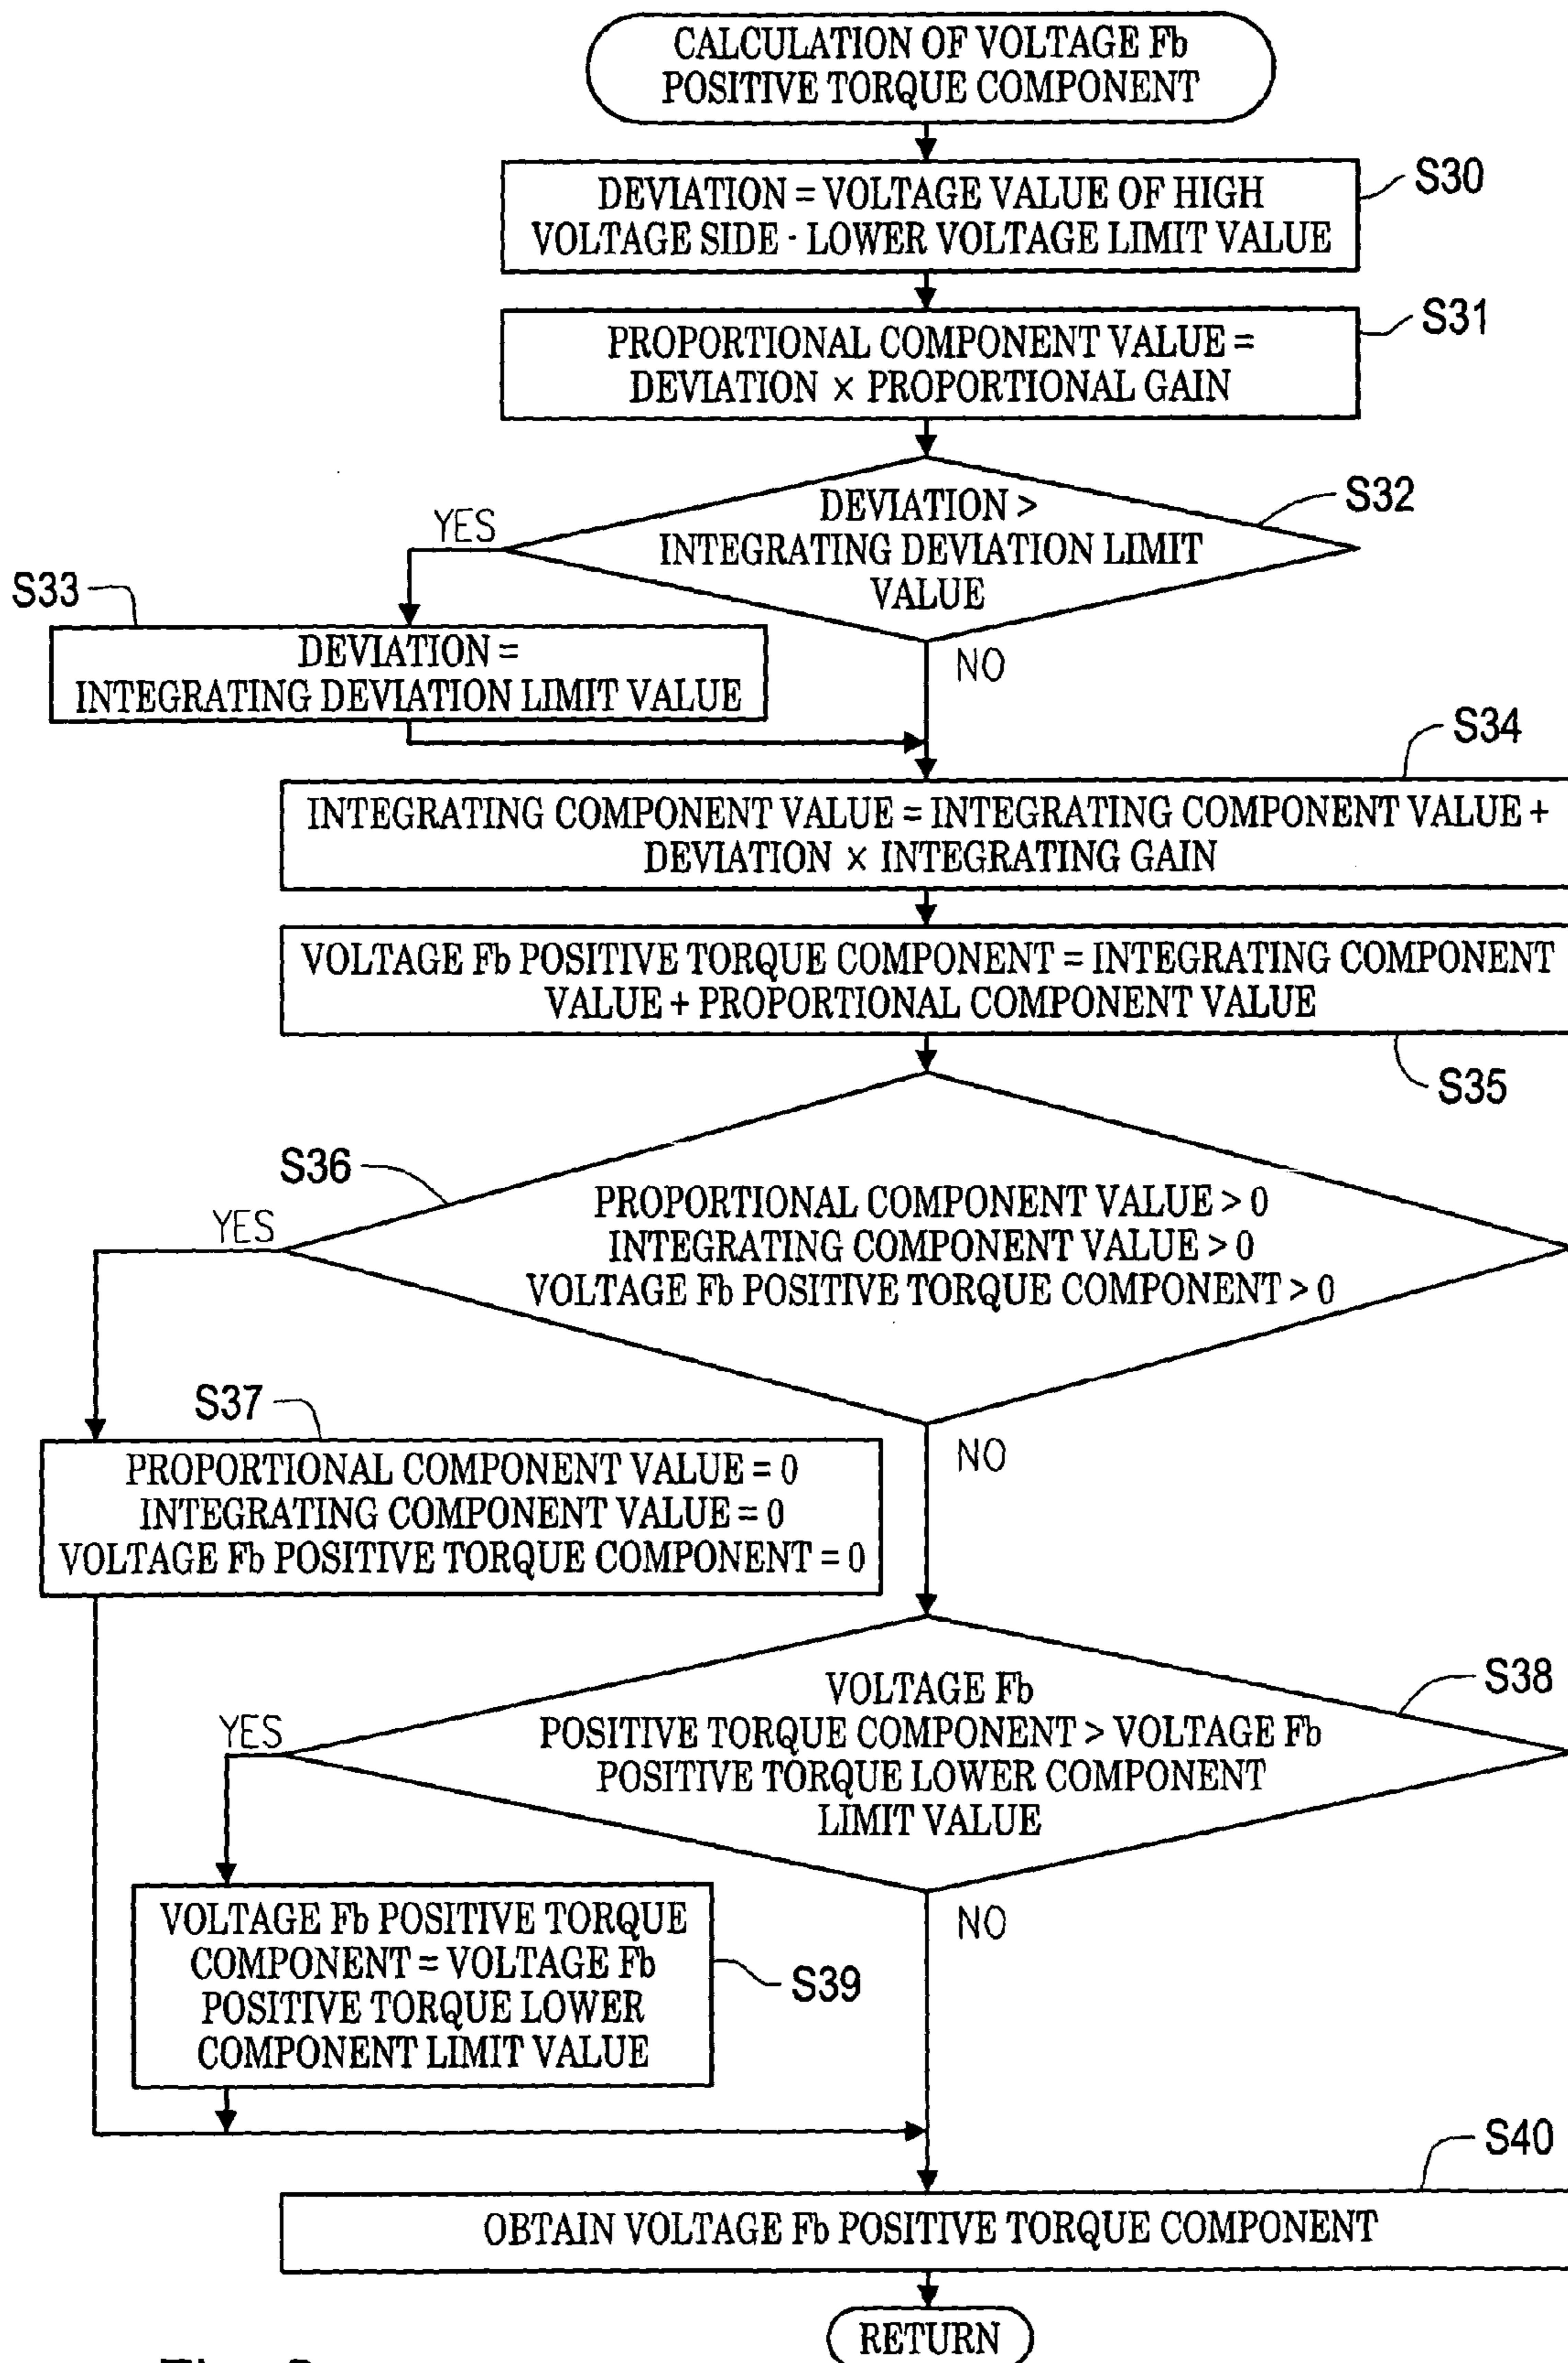 CALCULATION OF VOLTAGE Fb
POSITIVE TORQUE COMPONENT
DEVIATION = VOLTAGE VALUE OF HIGH
VOLTAGE SIDE - LOWER VOLTAGE LIMIT VALUE
S30
PROPORTIONAL COMPONENT VALUE =
DEVIATION × PROPORTIONAL GAIN
S31
DEVIATION >
INTEGRATING DEVIATION LIMIT
VALUE
S32
YES
NO
S33
DEVIATION =
INTEGRATING DEVIATION LIMIT VALUE
S34
INTEGRATING COMPONENT VALUE = INTEGRATING COMPONENT VALUE +
DEVIATION × INTEGRATING GAIN
VOLTAGE Fb POSITIVE TORQUE COMPONENT = INTEGRATING COMPONENT
VALUE + PROPORTIONAL COMPONENT VALUE
S35
S36
YES
PROPORTIONAL COMPONENT VALUE > 0
INTEGRATING COMPONENT VALUE > 0
VOLTAGE Fb POSITIVE TORQUE COMPONENT > 0
NO
S37
PROPORTIONAL COMPONENT VALUE = 0
INTEGRATING COMPONENT VALUE = 0
VOLTAGE Fb POSITIVE TORQUE COMPONENT = 0
S38
YES
VOLTAGE Fb
POSITIVE TORQUE COMPONENT > VOLTAGE Fb
POSITIVE TORQUE LOWER COMPONENT
LIMIT VALUE
NO
VOLTAGE Fb POSITIVE TORQUE
COMPONENT = VOLTAGE Fb
POSITIVE TORQUE LOWER
COMPONENT LIMIT VALUE
S39
S40
OBTAIN VOLTAGE Fb POSITIVE TORQUE COMPONENT
RETURN